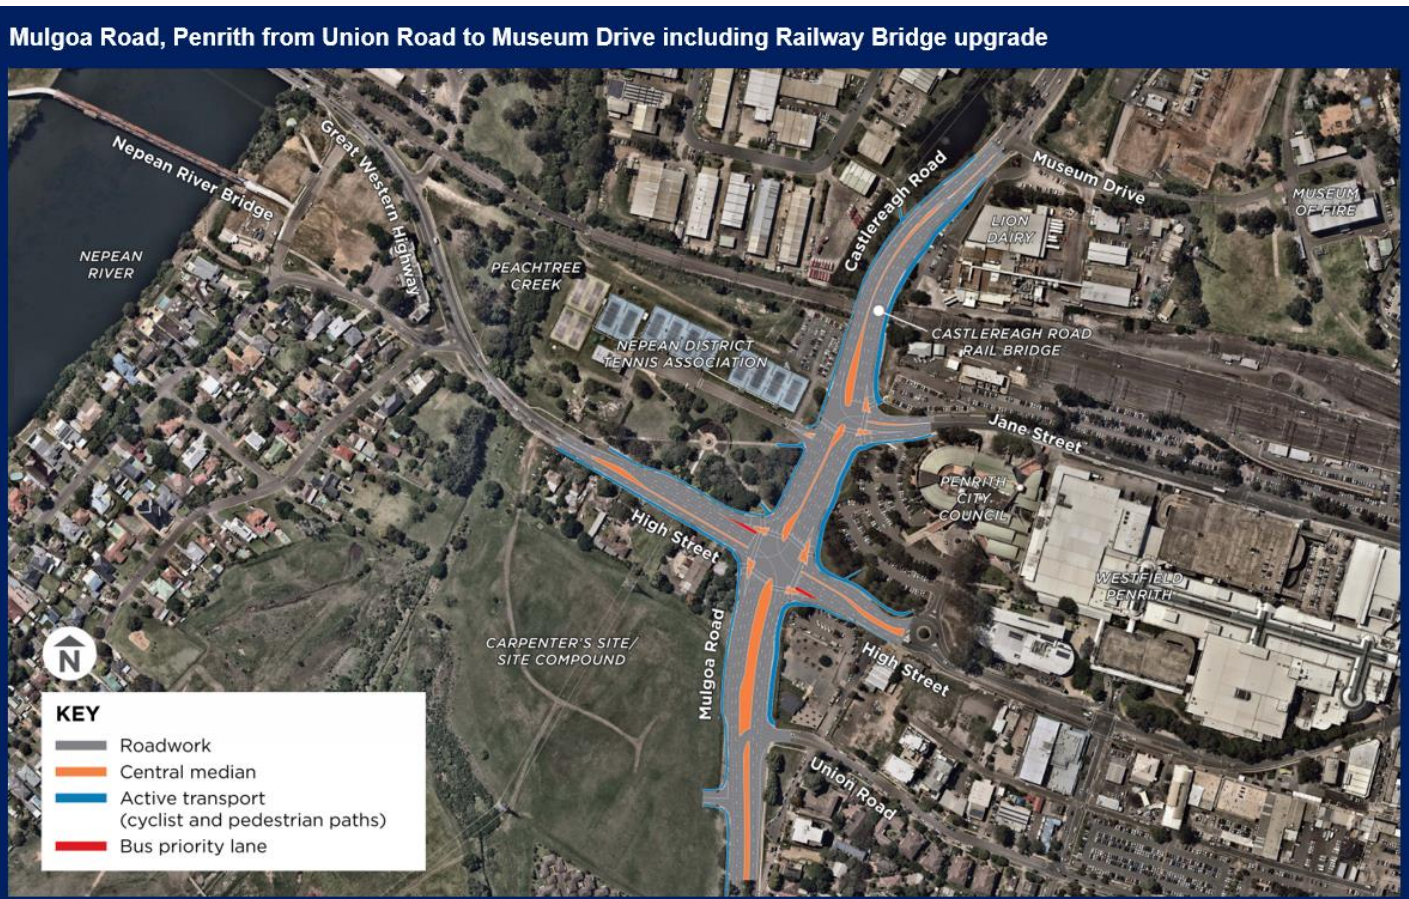 Mulgoa Road, Penrith from Union Road to Museum Drive including Railway Bridge upgrade
Great Western Highway
Nepean River Bridge
NEPEAN
RIVER
PEACHTREE
CREEK
NEPEAN DISTRICT
TENNIS ASSOCIATION
Castlereagh Road
Museum Drive
MUSEUM
OF FIRE
LION
DAIRY
CASTLEREAGH ROAD
RAIL BRIDGE
Jane Street
PENRITH
CITY
COUNCIL
WESTFIELD
PENRITH
High Street
CARPENTER'S SITE/
SITE COMPOUND
Mulgoa Road
High Street
Union Road
N
KEY
Roadwork
Central median
Active transport
(cyclist and pedestrian paths)
Bus priority lane